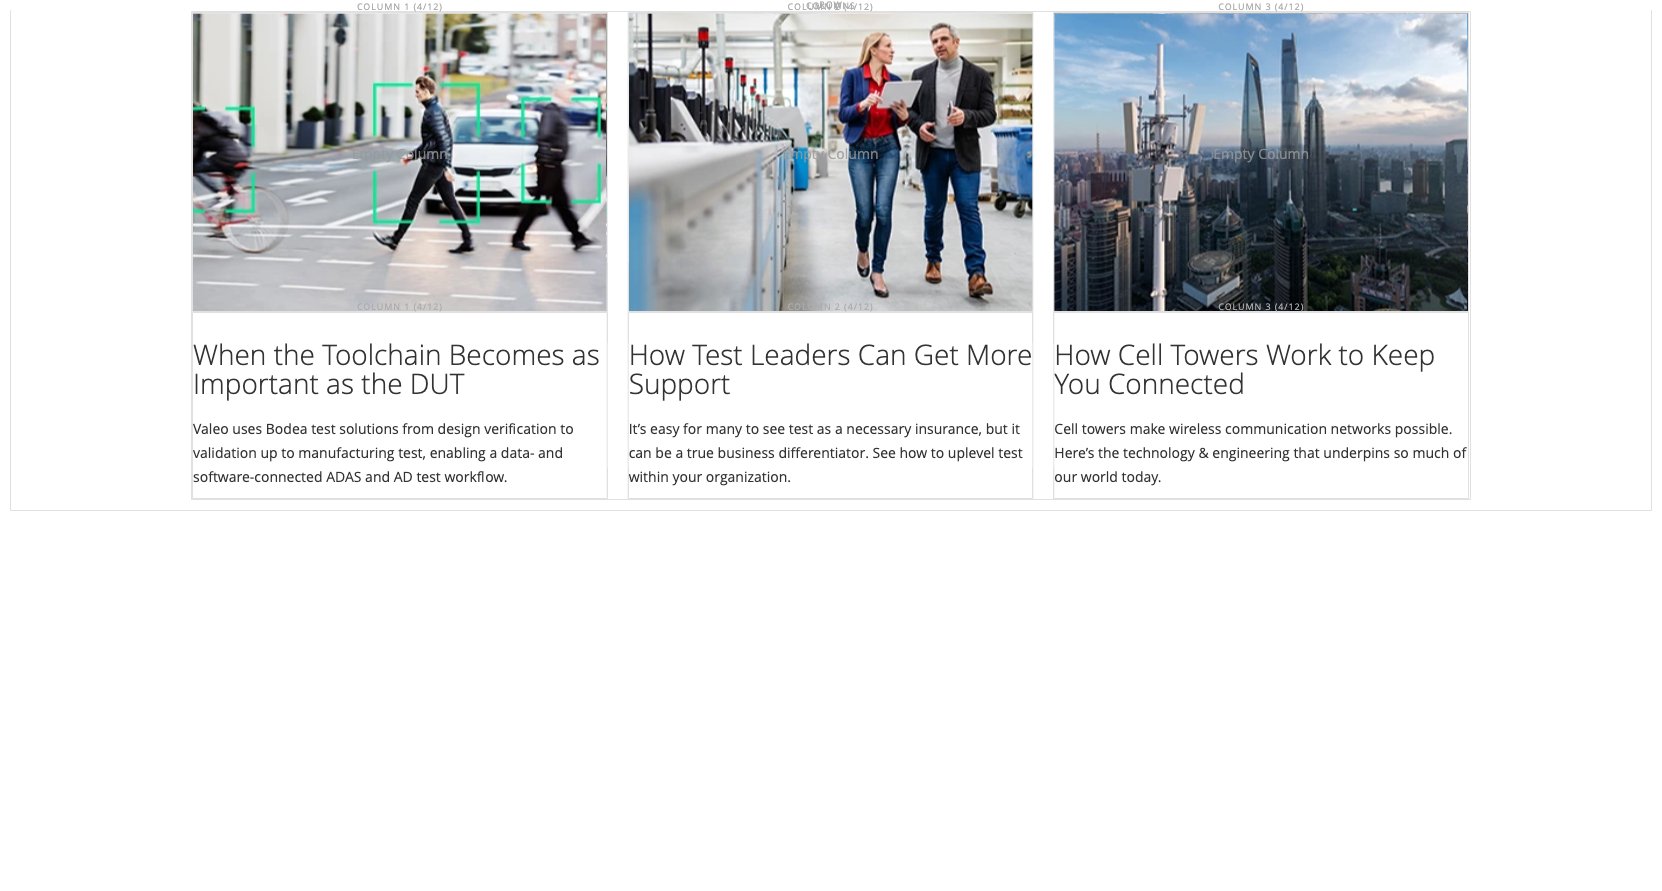 COLUMN 1 (4/12)
COLUMN 2 (4/12)
COLUMN 3 (4/12)
Empty Column
Empty Column
Empty Column
COLUMN 1 (4/12)
COLUMN 2 (4/12)
COLUMN 3 (4/12)
When the Toolchain Becomes as
Important as the DUT
Valeo uses Bodea test solutions from design verification to
validation up to manufacturing test, enabling a data- and
software-connected ADAS and AD test workflow.
How Test Leaders Can Get More
Support
It’s easy for many to see test as a necessary insurance, but it
can be a true business differentiator. See how to uplevel test
within your organization.
How Cell Towers Work to Keep
You Connected
Cell towers make wireless communication networks possible.
Here’s the technology & engineering that underpins so much of
our world today.